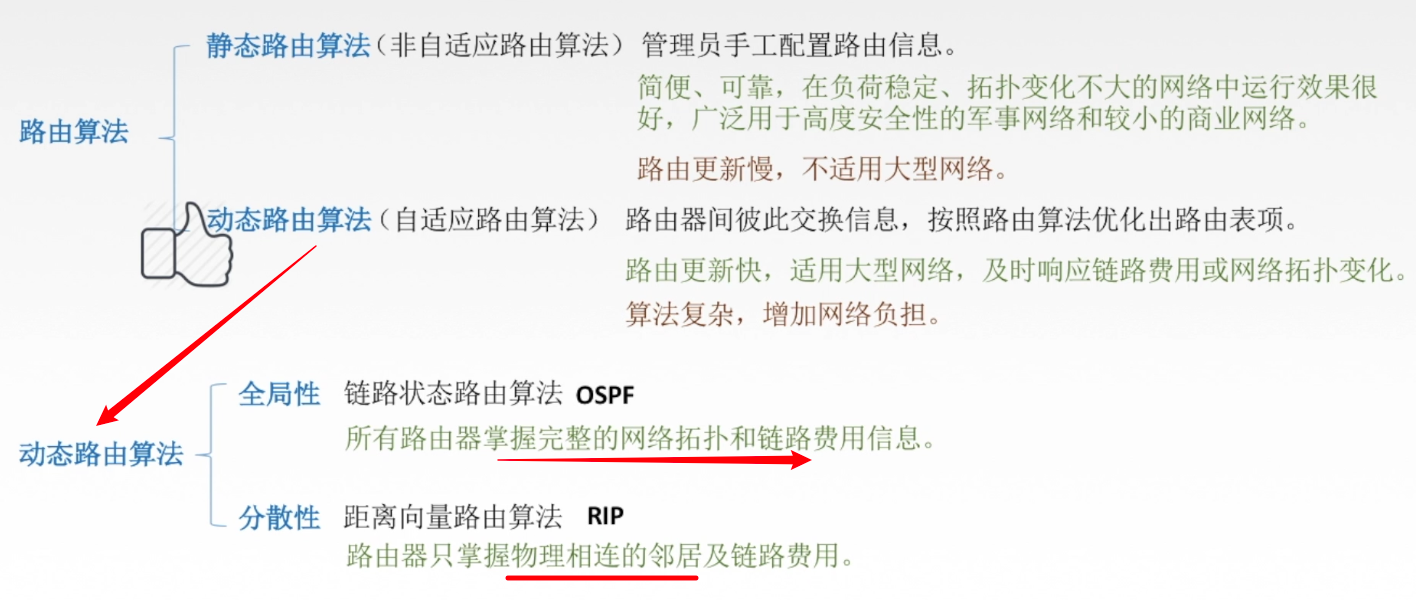 静态路由算法（非自适应路由算法） 管理员手工配置路由信息。
简便、可靠，在负荷稳定、拓扑变化不大的网络中运行效果很
好，广泛用于高度安全性的军事网络和较小的商业网络。
路由算法
路由更新慢，不适用大型网络。
动态路由算法（自适应路由算法） 路由器间彼此交换信息，按照路由算法优化出路由表项。
路由更新快，适用大型网络，及时响应链路费用或网络拓扑变化。
算法复杂，增加网络负担。
动态路由算法
全局性 链路状态路由算法 OSPF
所有路由器掌握完整的网络拓扑和链路费用信息。
分散性 距离向量路由算法 RIP
路由器只掌握物理相连的邻居及链路费用。